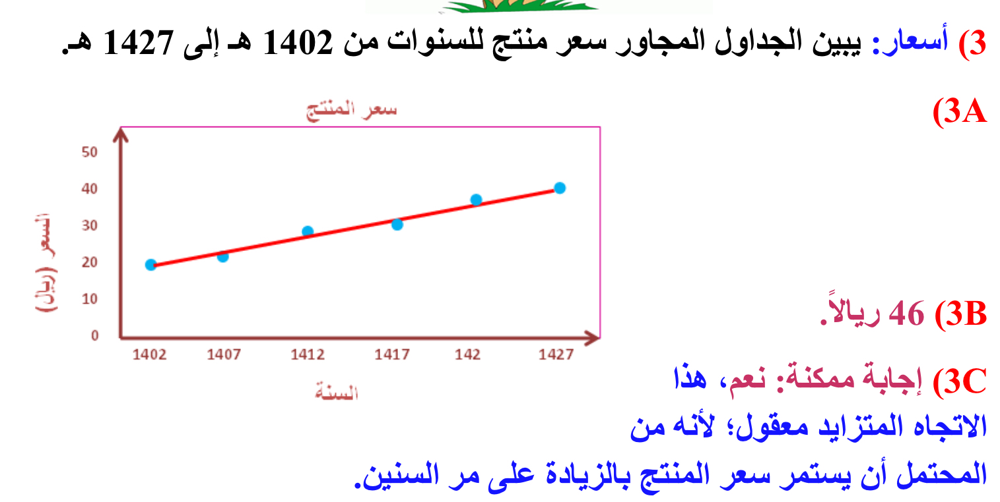 3) أسعار: يبين الجداول المجاور سعر منتج للسنوات من 1402 هـ إلى 1427 هـ.
3A)
سعر المنتج
50
40
30
20
10
0
السعر (ريال)
1402 1407 1412 1417 142 1427
السنة
3B) 46 ريالاً.
3C) إجابة ممكنة: نعم، هذا
الاتجاه المتزايد معقول؛ لأنه من
المحتمل أن يستمر سعر المنتج بالزيادة على مر السنين.